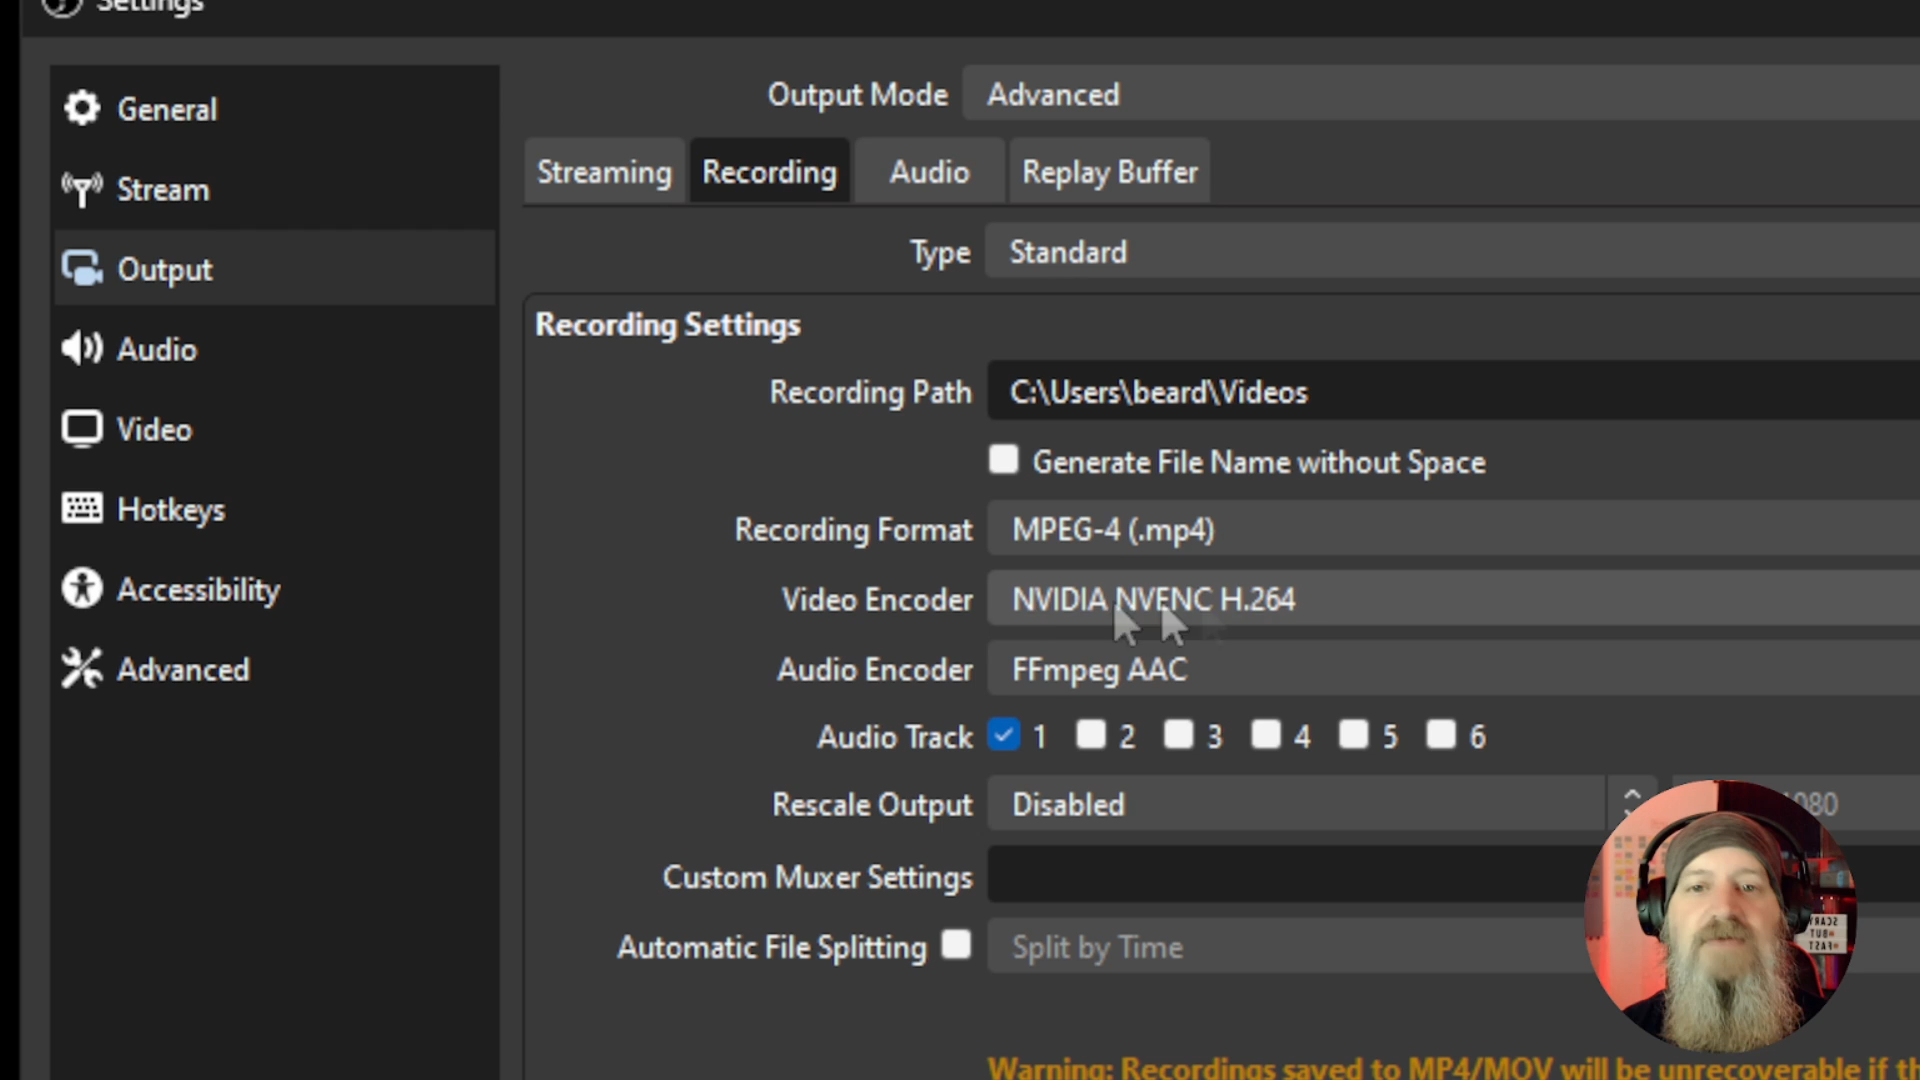 Settings
General
Stream
Output
Audio
Video
Hotkeys
Accessibility
Advanced
Output Mode Advanced
Streaming Recording Audio Replay Buffer
Type Standard
Recording Settings
Recording Path C:\Users\beard\Videos
Generate File Name without Space
Recording Format MPEG-4 (.mp4)
Video Encoder NVIDIA NVENC H.264
Audio Encoder FFmpeg AAC
Audio Track 1 2 3 4 5 6
Rescale Output Disabled
Custom Muxer Settings
Automatic File Splitting Split by Time
SCARY
BUT
FAST
Warning: Recordings saved to MP4/MOV will be unrecoverable if